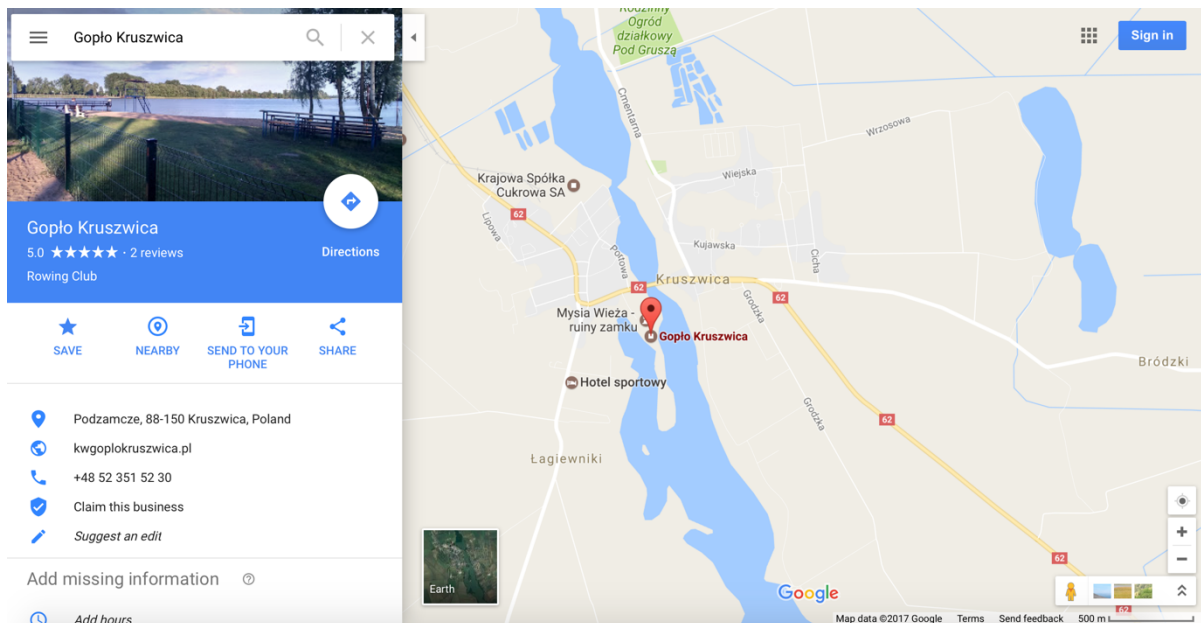 Gopło Kruszwica
Gopło Kruszwica
5.0 ★★★★★ · 2 reviews
Rowing Club
Directions
SAVE
NEARBY
SEND TO YOUR
PHONE
SHARE
Podzamcze, 88-150 Kruszwica, Poland
kwgoplokruszwica.pl
+48 52 351 52 30
Claim this business
Suggest an edit
Add missing information
Add hours
Sign in
Rodzinny
Ogród
działkowy
Pod Gruszą
Cmentarna
Wrzosowa
Krajowa Spółka
Cukrowa SA
Wiejska
62
Lipowa
Kujawska
Cicha
Kruszwica
62
62
Grodzka
Mysia Wieża -
ruiny zamku
Gopło Kruszwica
Bródzki
Hotel sportowy
Grodzka
62
Łagiewniki
62
Earth
Google
62
Map data ©2017 Google
Terms
Send feedback
500 m